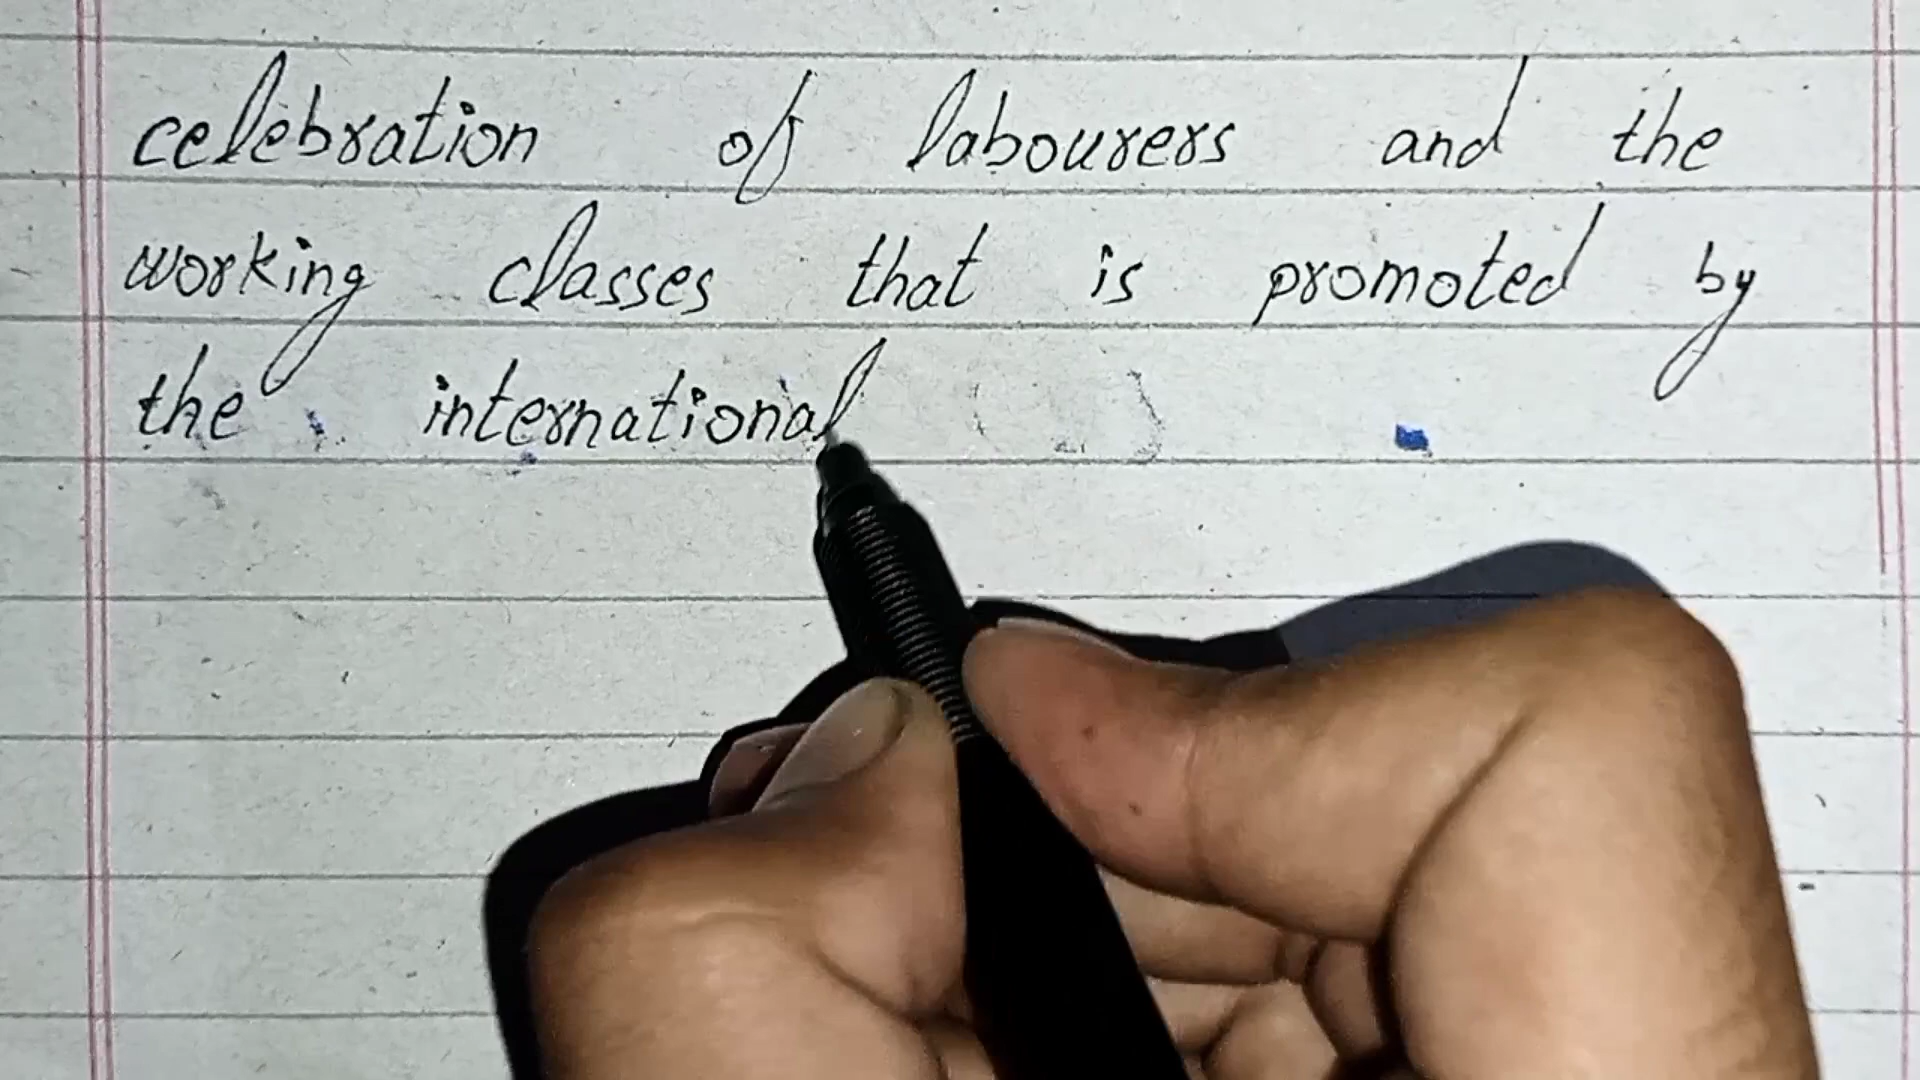 celebration of labourers and the
working classes that is promoted by
the international